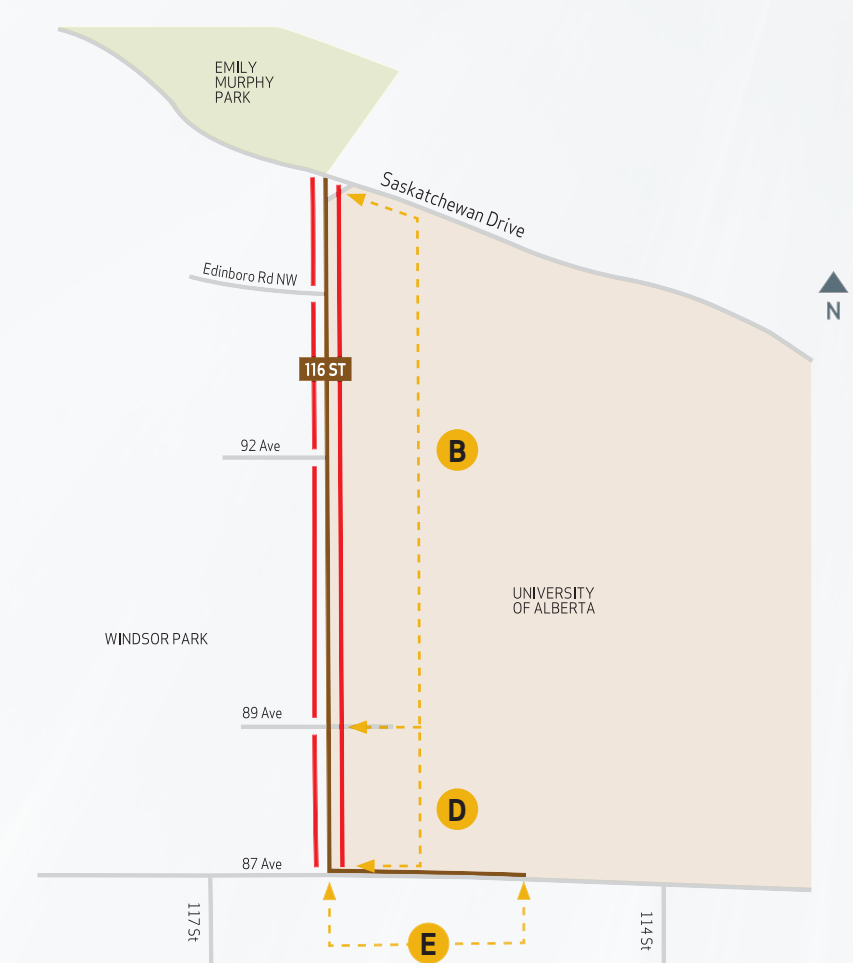 EMILY
MURPHY
PARK
Saskatchewan Drive
Edinboro Rd NW
N
116 ST
92 Ave
B
UNIVERSITY
OF ALBERTA
WINDSOR PARK
89 Ave
D
87 Ave
117 St
114 St
E